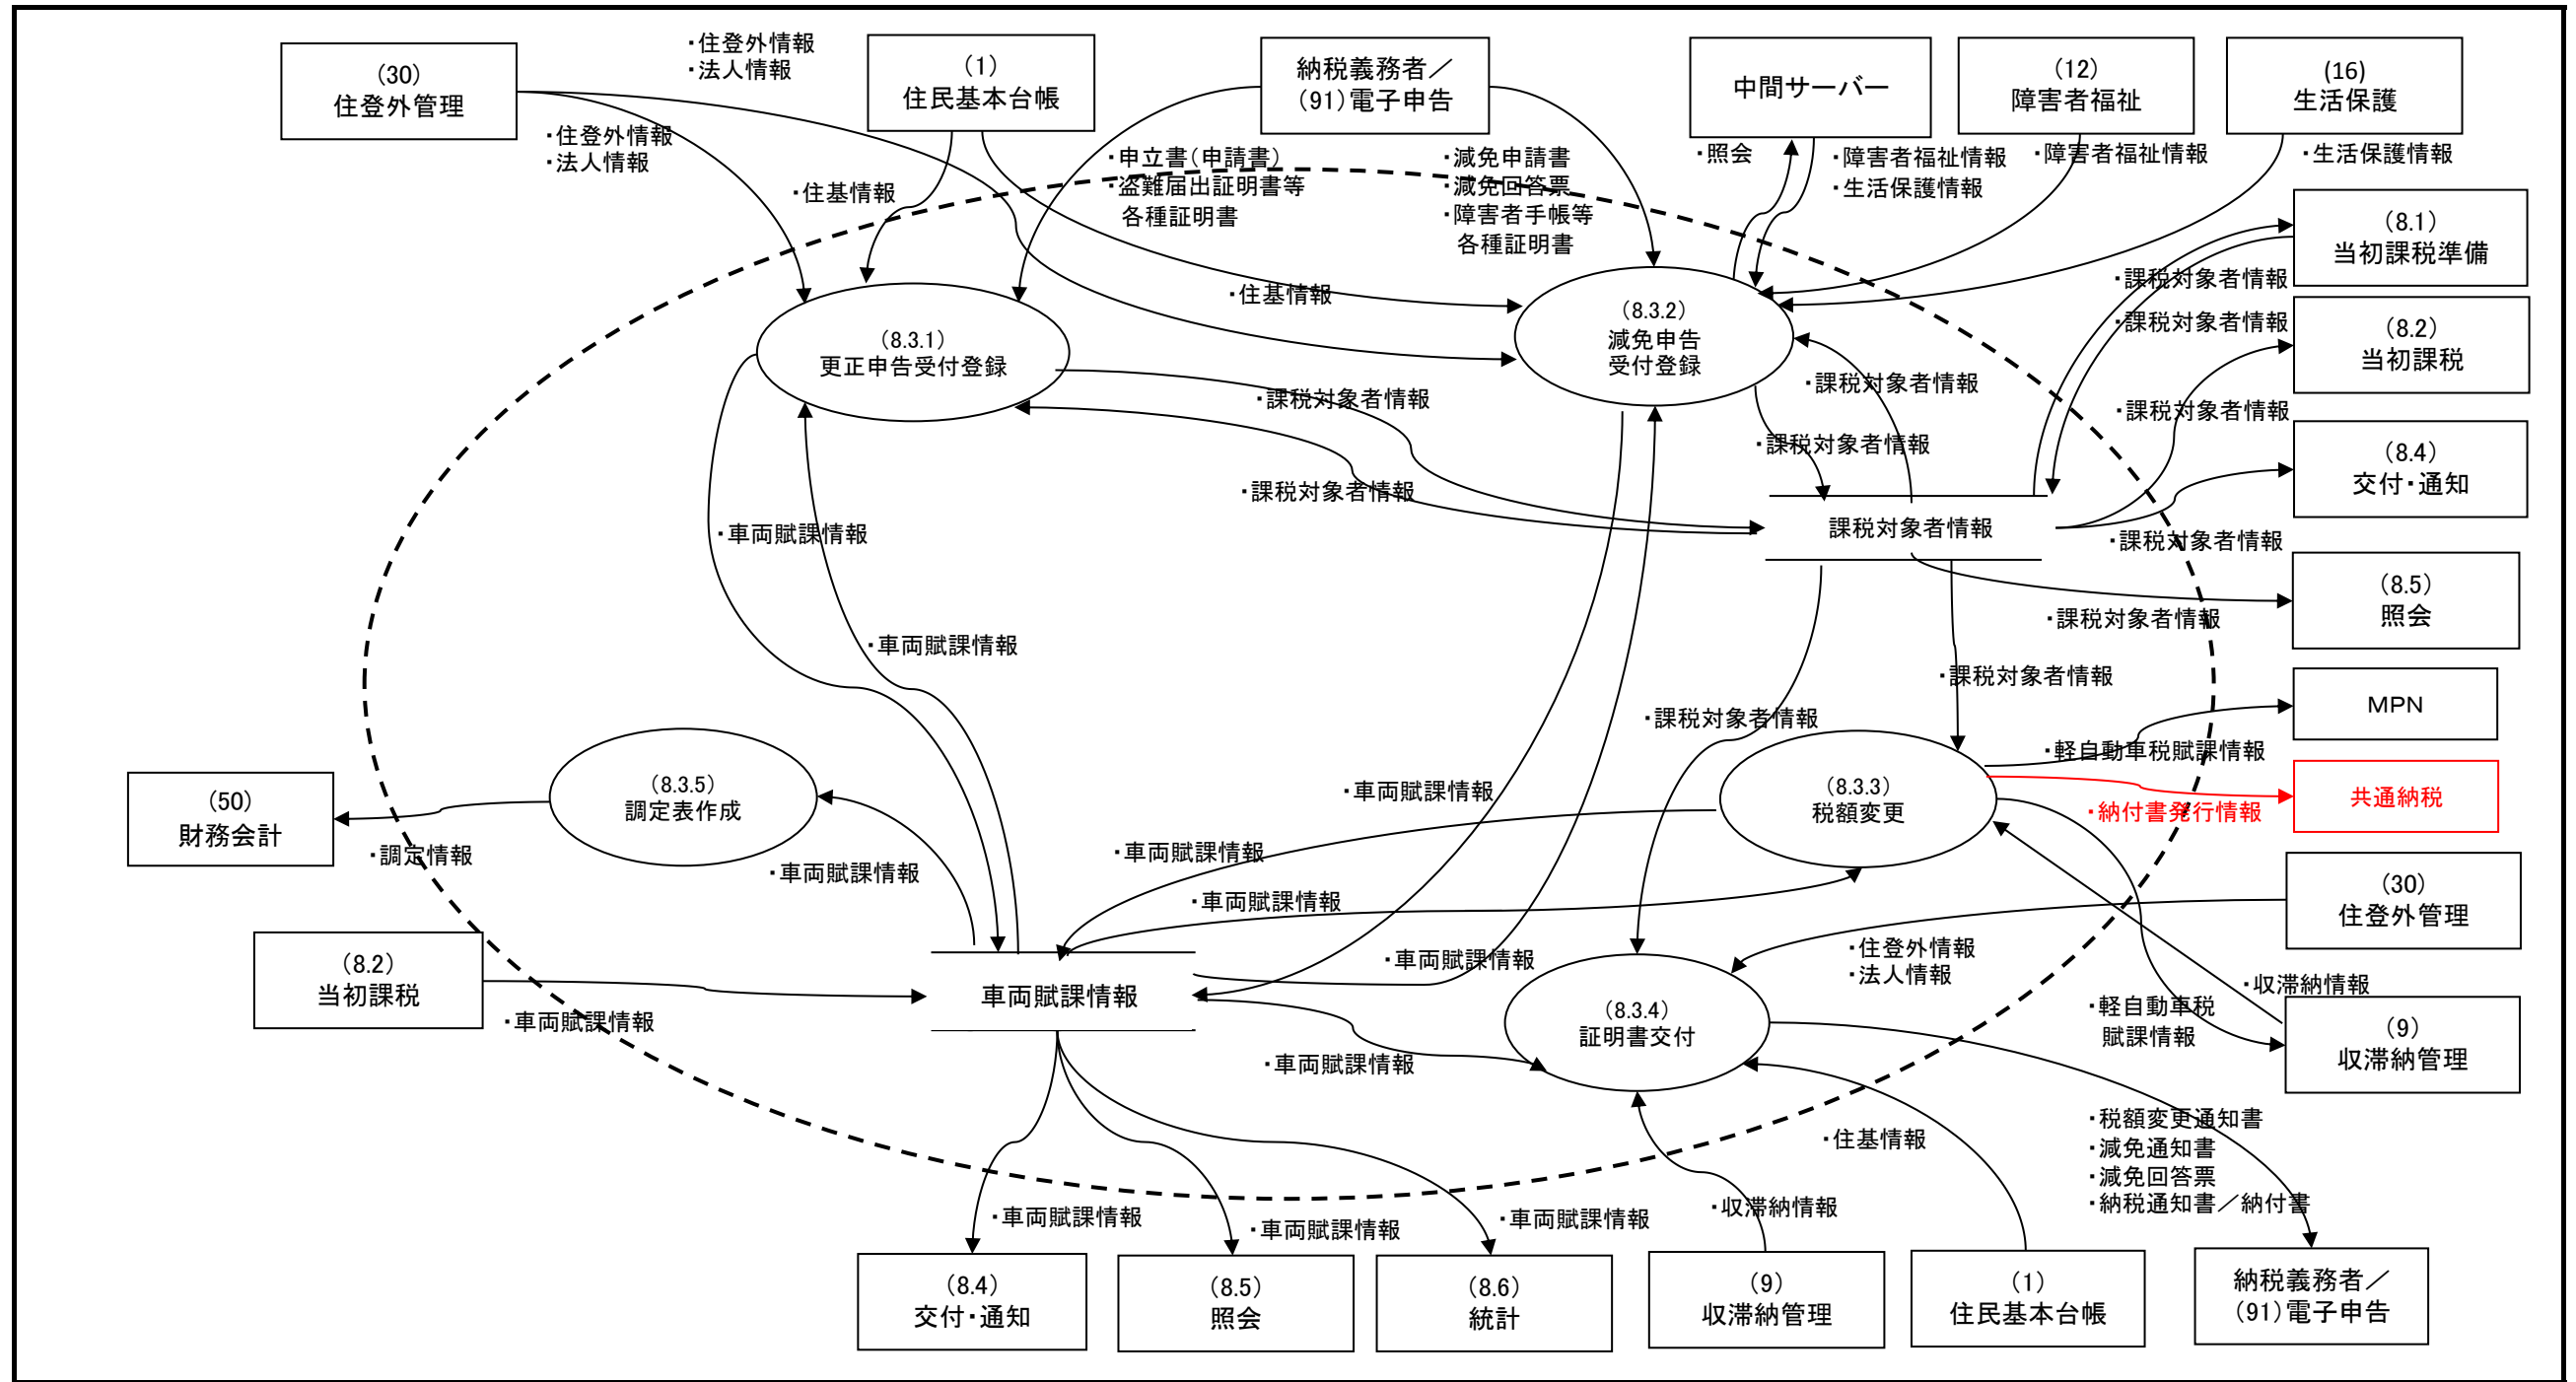 (30)
住登外管理
・住登外情報
・法人情報
・住登外情報
・法人情報
(1)
住民基本台帳
・住基情報
納税義務者／
(91)電子申告
・申立書(申請書)
・盗難届出証明書等
各種証明書
・減免申請書
・減免回答票
・障害者手帳等
各種証明書
中間サーバー
・照会
・障害者福祉情報
・生活保護情報
(12)
障害者福祉
・障害者福祉情報
(16)
生活保護
・生活保護情報
(8.1)
当初課税準備
・課税対象者情報
・課税対象者情報
(8.2)
当初課税
・課税対象者情報
(8.4)
交付・通知
・課税対象者情報
(8.5)
照会
・課税対象者情報
・住基情報
(8.3.1)
更正申告受付登録
(8.3.2)
減免申告
受付登録
・課税対象者情報
・課税対象者情報
・課税対象者情報
・課税対象者情報
課税対象者情報
・車両賦課情報
・車両賦課情報
・課税対象者情報
・課税対象者情報
MPN
・軽自動車税賦課情報
共通納税
・納付書発行情報
(8.3.3)
税額変更
(8.3.5)
調定表作成
(50)
財務会計
・調定情報
・車両賦課情報
・車両賦課情報
・車両賦課情報
・車両賦課情報
・車両賦課情報
(30)
住登外管理
・住登外情報
・法人情報
・収滞納情報
・軽自動車税
賦課情報
(9)
収滞納管理
(8.2)
当初課税
・車両賦課情報
車両賦課情報
(8.3.4)
証明書交付
・車両賦課情報
・住基情報
・税額変更通知書
・減免通知書
・減免回答票
・納税通知書／納付書
・収滞納情報
・車両賦課情報
・車両賦課情報
・車両賦課情報
(8.4)
交付・通知
(8.5)
照会
(8.6)
統計
(9)
収滞納管理
(1)
住民基本台帳
納税義務者／
(91)電子申告